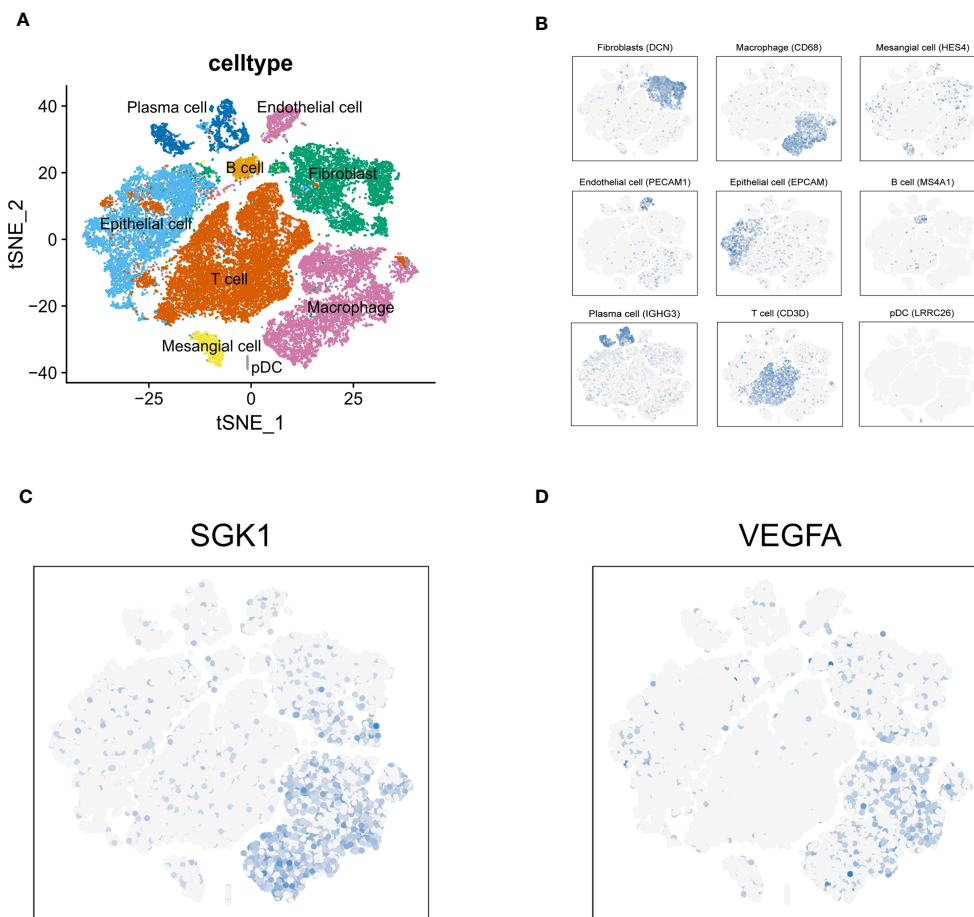 A
celltype
Plasma cell
Endothelial cell
B cell
Fibroblast
Epithelial cell
T cell
Macrophage
Mesangial cell
pDC
40
20
0
−20
−40
−25
0
25
tSNE_1
tSNE_2
B
Fibroblasts (DCN)
Macrophage (CD68)
Mesangial cell (HES4)
Endothelial cell (PECAM1)
Epithelial cell (EPCAM)
B cell (MS4A1)
Plasma cell (IGHG3)
T cell (CD3D)
pDC (LRRC26)
C
SGK1
D
VEGFA